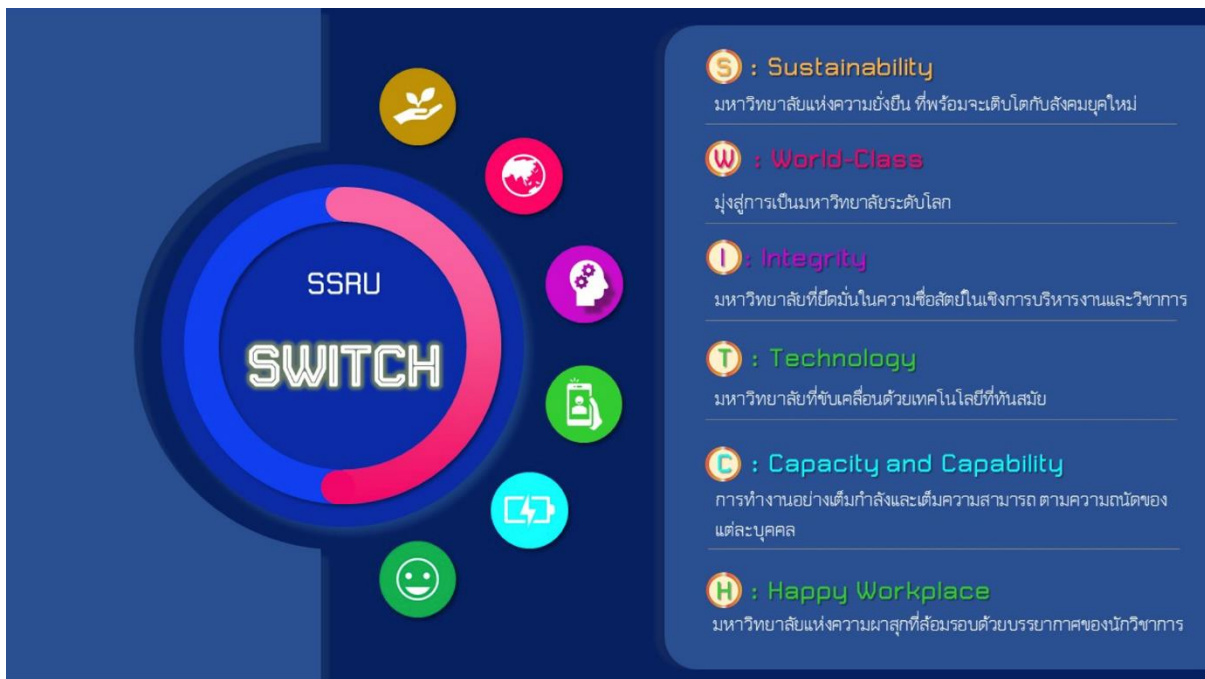 SSRU
SWITCH
S : Sustainability
มหาวิทยาลัยแห่งความยั่งยืน ที่พร้อมจะเติบโตกับสังคมยุคใหม่
W : World-Class
มุ่งสู่การเป็นมหาวิทยาลัยระดับโลก
I : Integrity
มหาวิทยาลัยที่ยึดมั่นในความซื่อสัตย์ในเชิงการบริหารงานและวิชาการ
T : Technology
มหาวิทยาลัยที่ขับเคลื่อนด้วยเทคโนโลยีที่ทันสมัย
C : Capacity and Capability
การทำงานอย่างเต็มกำลังและเต็มความสามารถ ตามความถนัดของ
แต่ละบุคคล
H : Happy Workplace
มหาวิทยาลัยแห่งความผาสุกที่ล้อมรอบด้วยบรรยากาศของนักวิชาการ